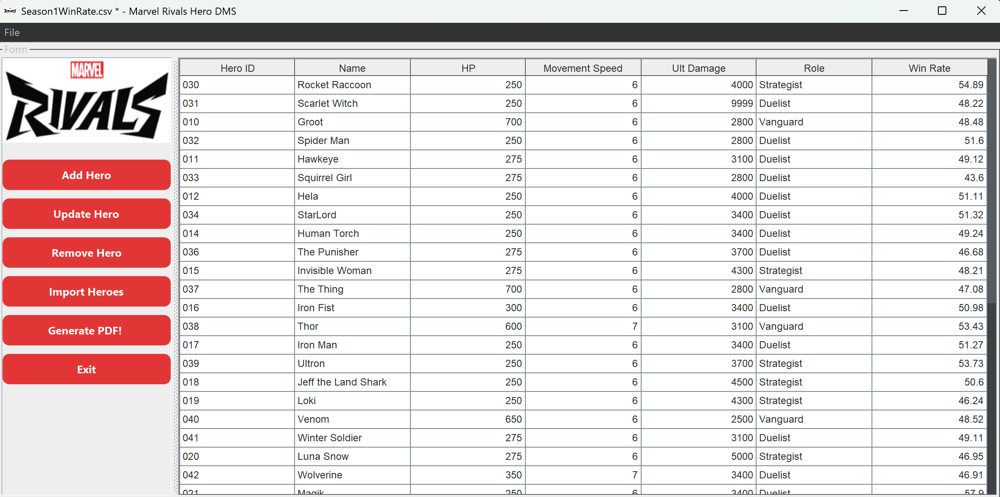 RIVALS Season1WinRate.csv * - Marvel Rivals Hero DMS
File
Form
MARVEL
RIVALS
Add Hero
Update Hero
Remove Hero
Import Heroes
Generate PDF!
Exit
Hero ID Name HP Movement Speed Ult Damage Role Win Rate
030 Rocket Raccoon 250 6 4000 Strategist 54.89
031 Scarlet Witch 250 6 9999 Duelist 48.22
010 Groot 700 6 2800 Vanguard 48.48
032 Spider Man 250 6 2800 Duelist 51.6
011 Hawkeye 275 6 3100 Duelist 49.12
033 Squirrel Girl 275 6 2800 Duelist 43.6
012 Hela 250 6 4000 Duelist 51.11
034 StarLord 250 6 3400 Duelist 51.32
014 Human Torch 250 6 3400 Duelist 49.24
036 The Punisher 275 6 3700 Duelist 46.68
015 Invisible Woman 275 6 4300 Strategist 48.21
037 The Thing 700 6 2800 Vanguard 47.08
016 Iron Fist 300 6 3400 Duelist 50.98
038 Thor 600 7 3100 Vanguard 53.43
017 Iron Man 250 6 3400 Duelist 51.27
039 Ultron 250 6 3700 Strategist 53.73
018 Jeff the Land Shark 250 6 4500 Strategist 50.6
019 Loki 250 6 4300 Strategist 46.24
040 Venom 650 6 2500 Vanguard 48.52
041 Winter Soldier 275 6 3100 Duelist 49.11
020 Luna Snow 275 6 5000 Strategist 46.95
042 Wolverine 350 7 3400 Duelist 46.91
021 Magik 250 6 3400 Duelist 57.9